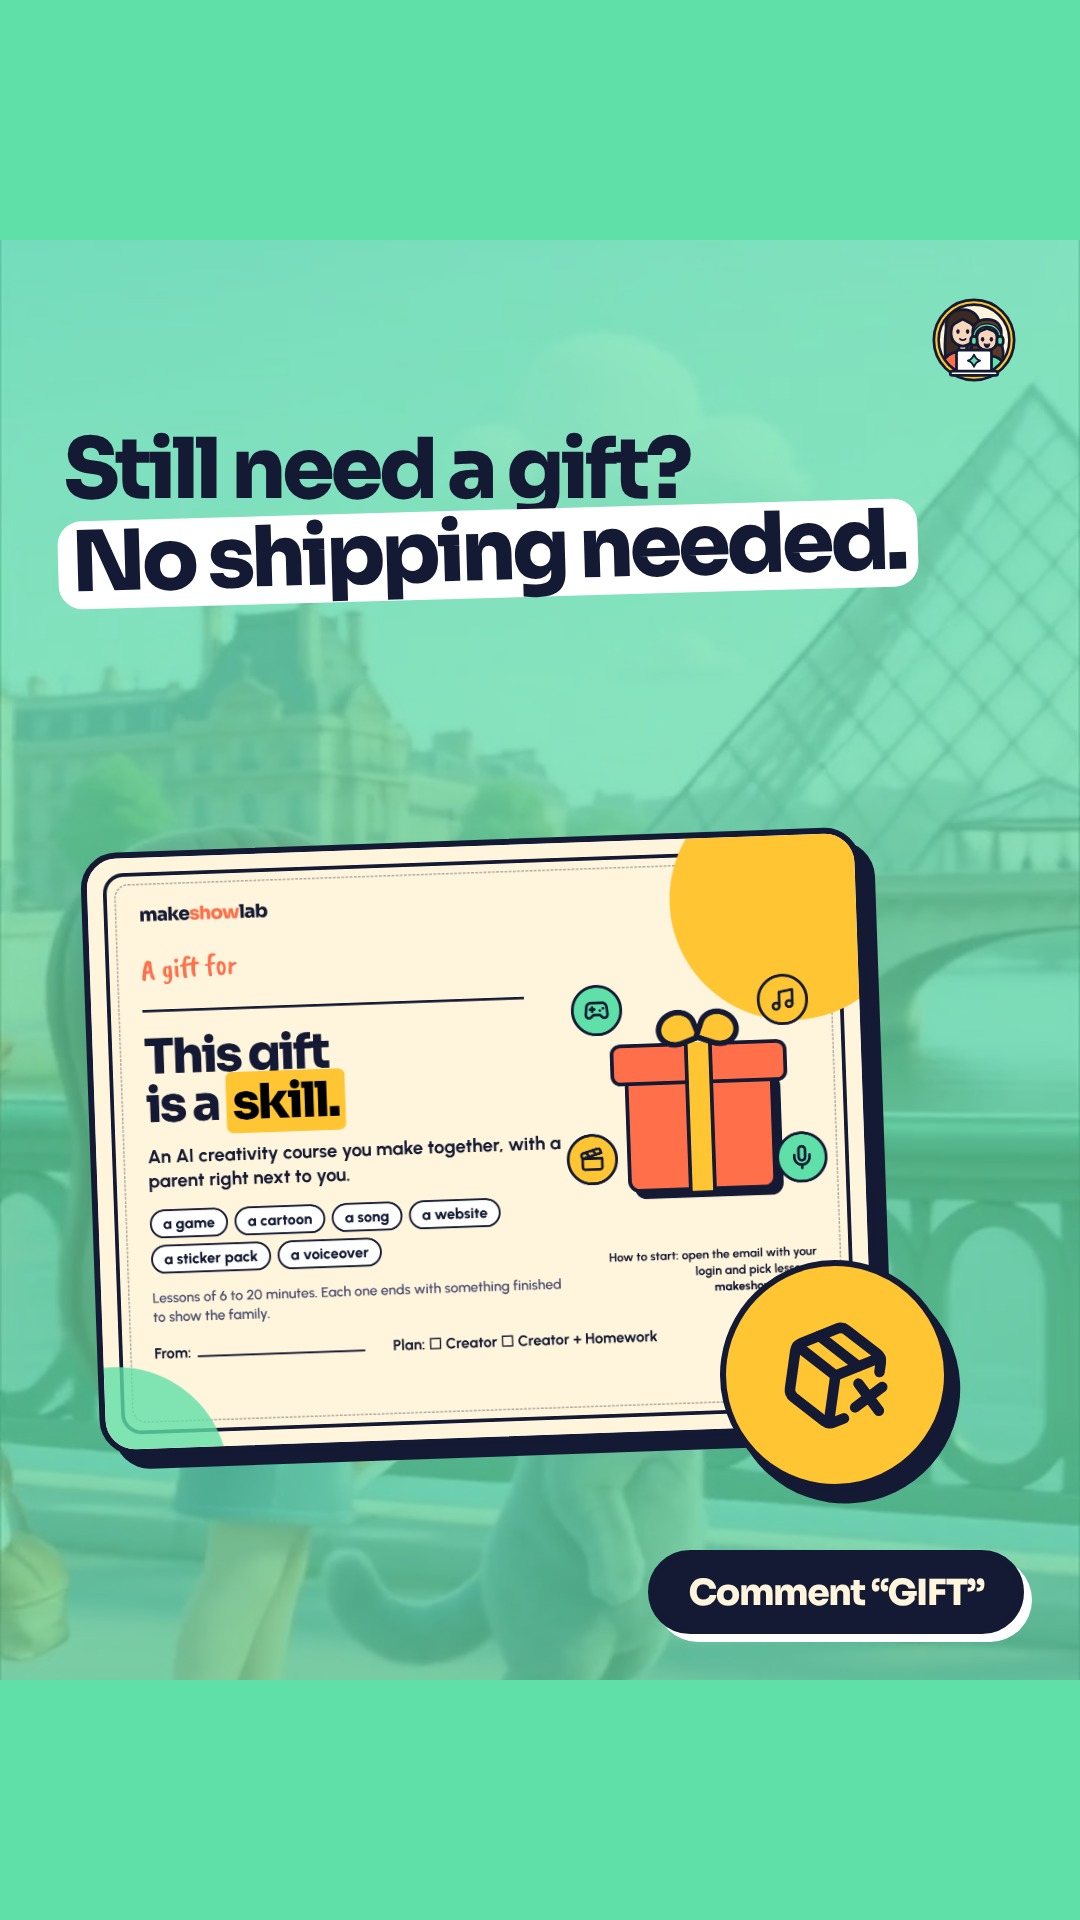 Still need a gift?
No shipping needed.
makeshowlab
A gift for
This gift
is a skill.
An AI creativity course you make together, with a
parent right next to you.
a game
a cartoon
a song
a website
a sticker pack
a voiceover
Lessons of 6 to 20 minutes. Each one ends with something finished
to show the family.
From:
Plan: ☐ Creator ☐ Creator + Homework
How to start: open the email with your
login and pick
Comment “GIFT”